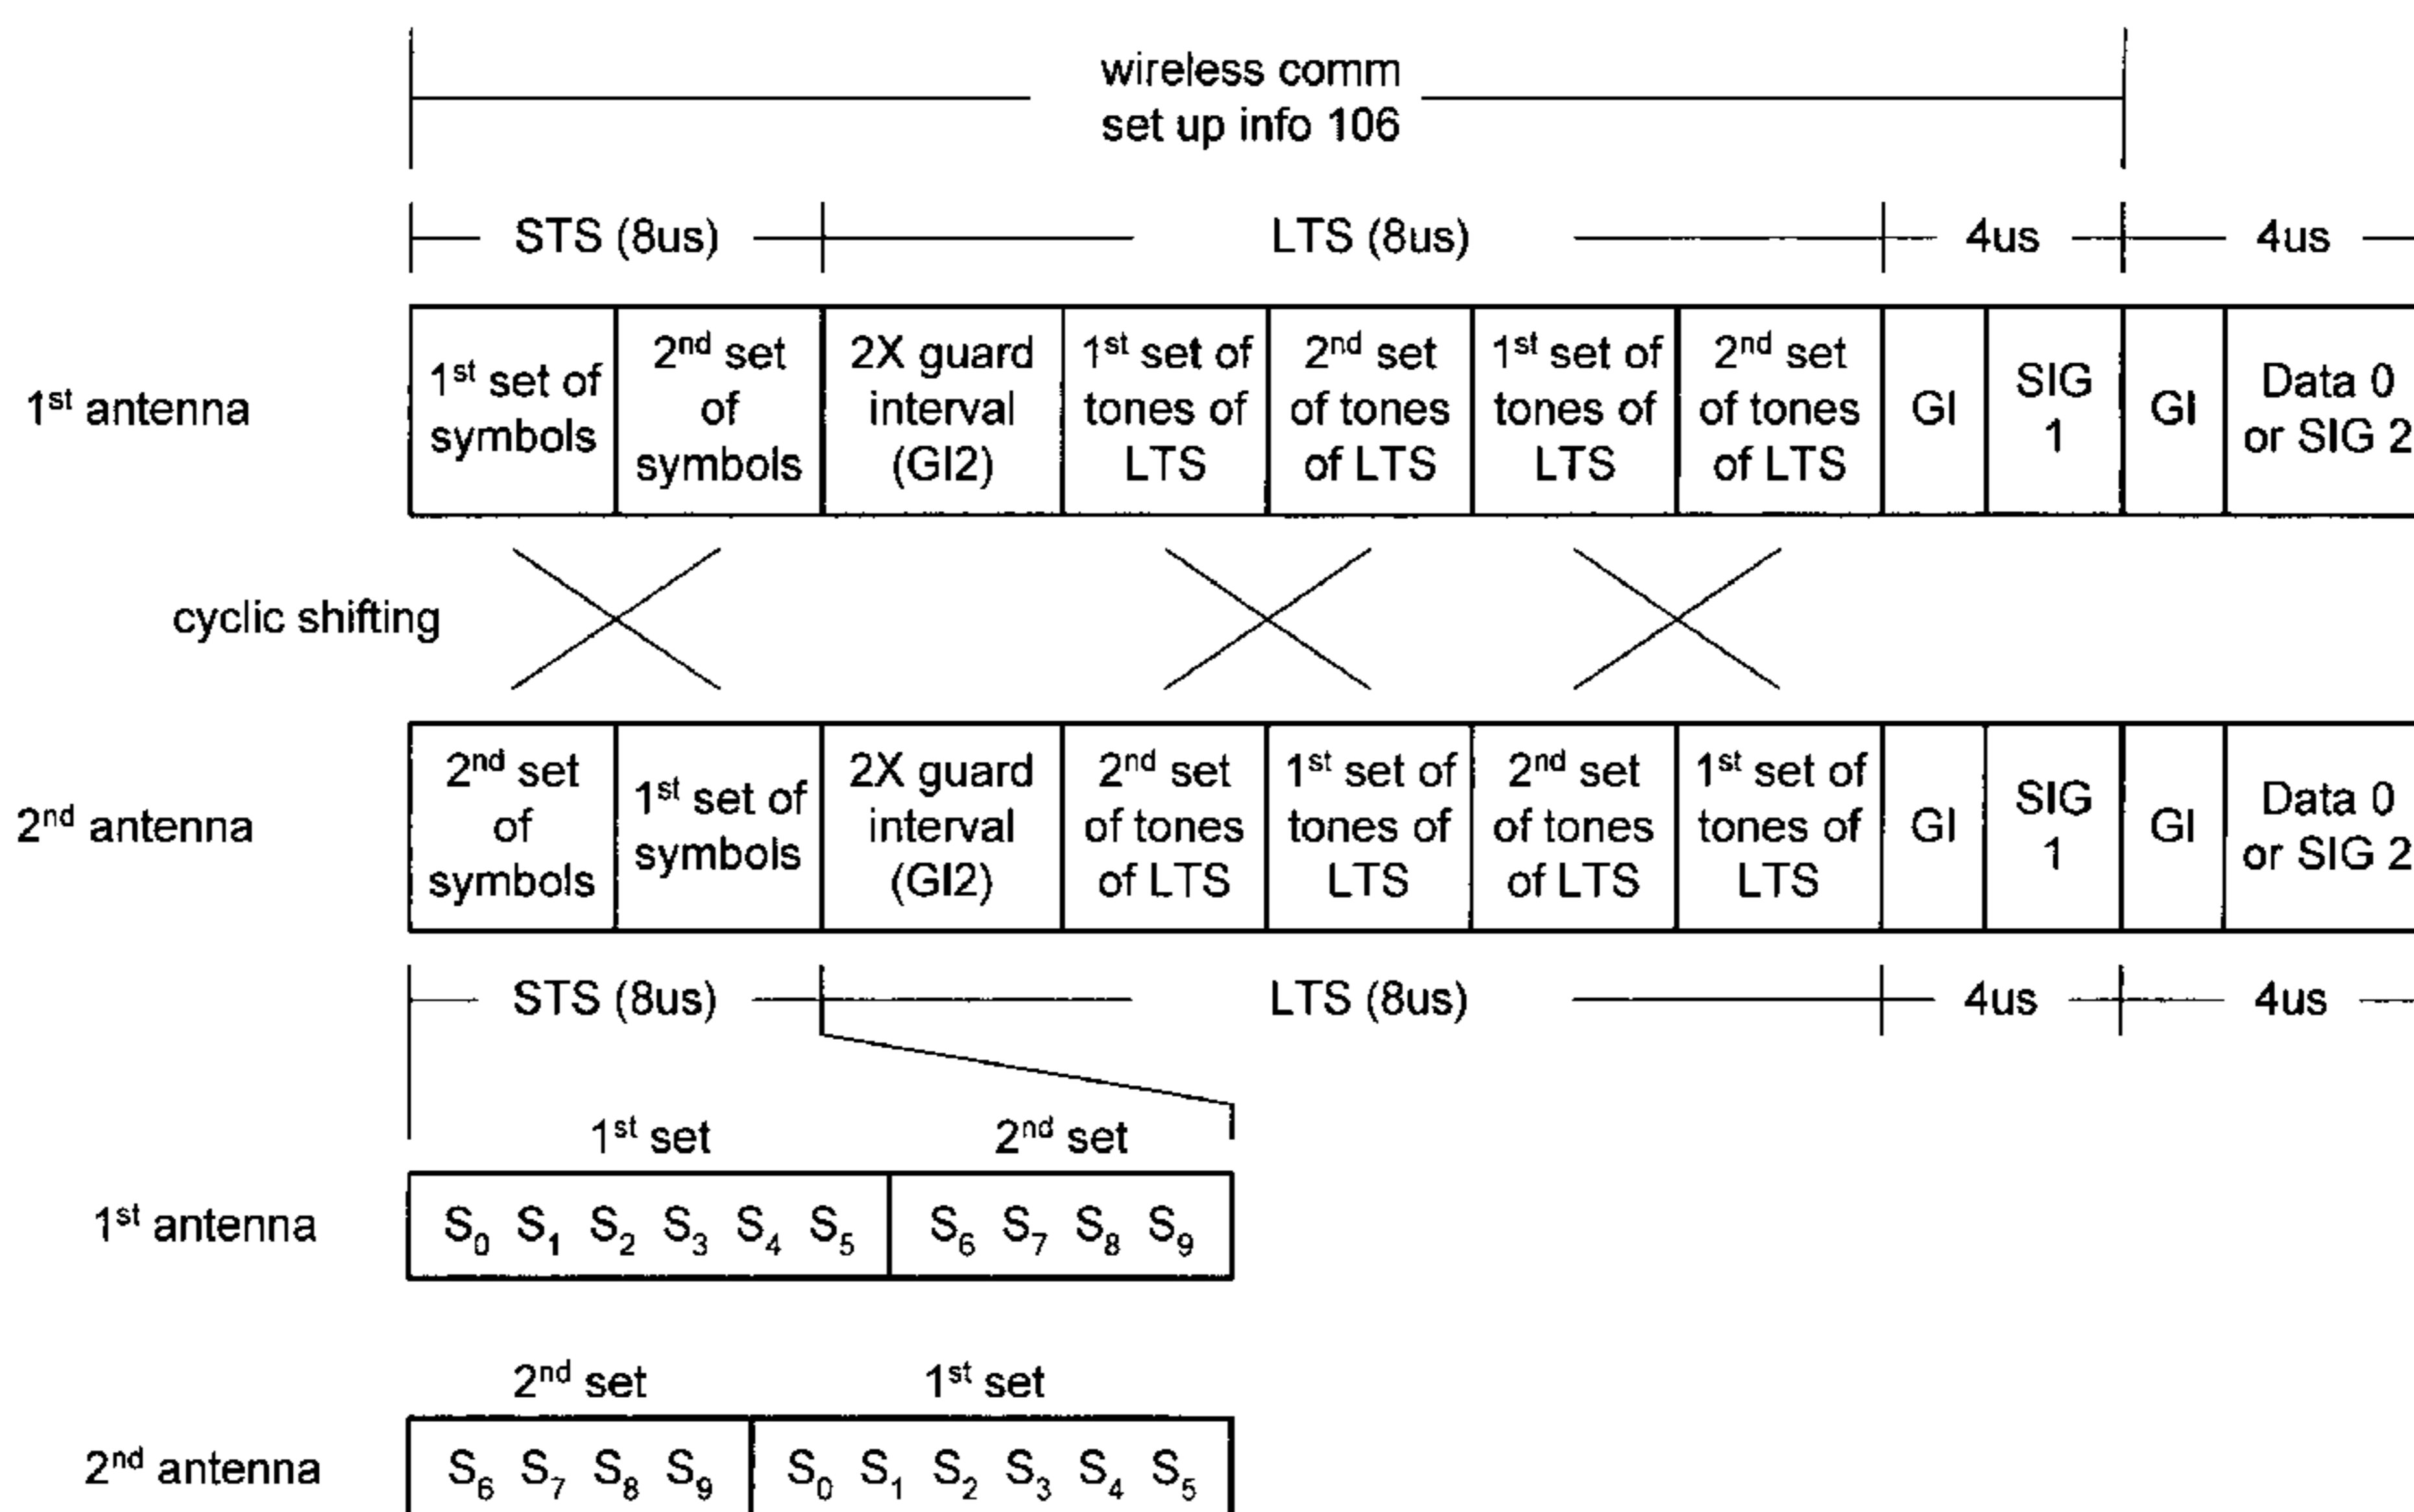 wireless comm
set up info 106
STS (8us) LTS (8us) 4us 4us
1st antenna
1st set of
symbols
2nd set
of
symbols
2X guard
interval
(GI2)
1st set of
tones of
LTS
2nd set
of tones
of LTS
1st set of
tones of
LTS
2nd set
of tones
of LTS
GI
SIG
1
GI
Data 0
or SIG 2
cyclic shifting
2nd antenna
2nd set
of
symbols
1st set of
symbols
2X guard
interval
(GI2)
2nd set
of tones
of LTS
1st set of
tones of
LTS
2nd set
of tones
of LTS
1st set of
tones of
LTS
GI
SIG
1
GI
Data 0
or SIG 2
STS (8us) LTS (8us) 4us 4us
1st set 2nd set
1st antenna S0 S1 S2 S3 S4 S5 S6 S7 S8 S9
2nd set 1st set
2nd antenna S6 S7 S8 S9 S0 S1 S2 S3 S4 S5